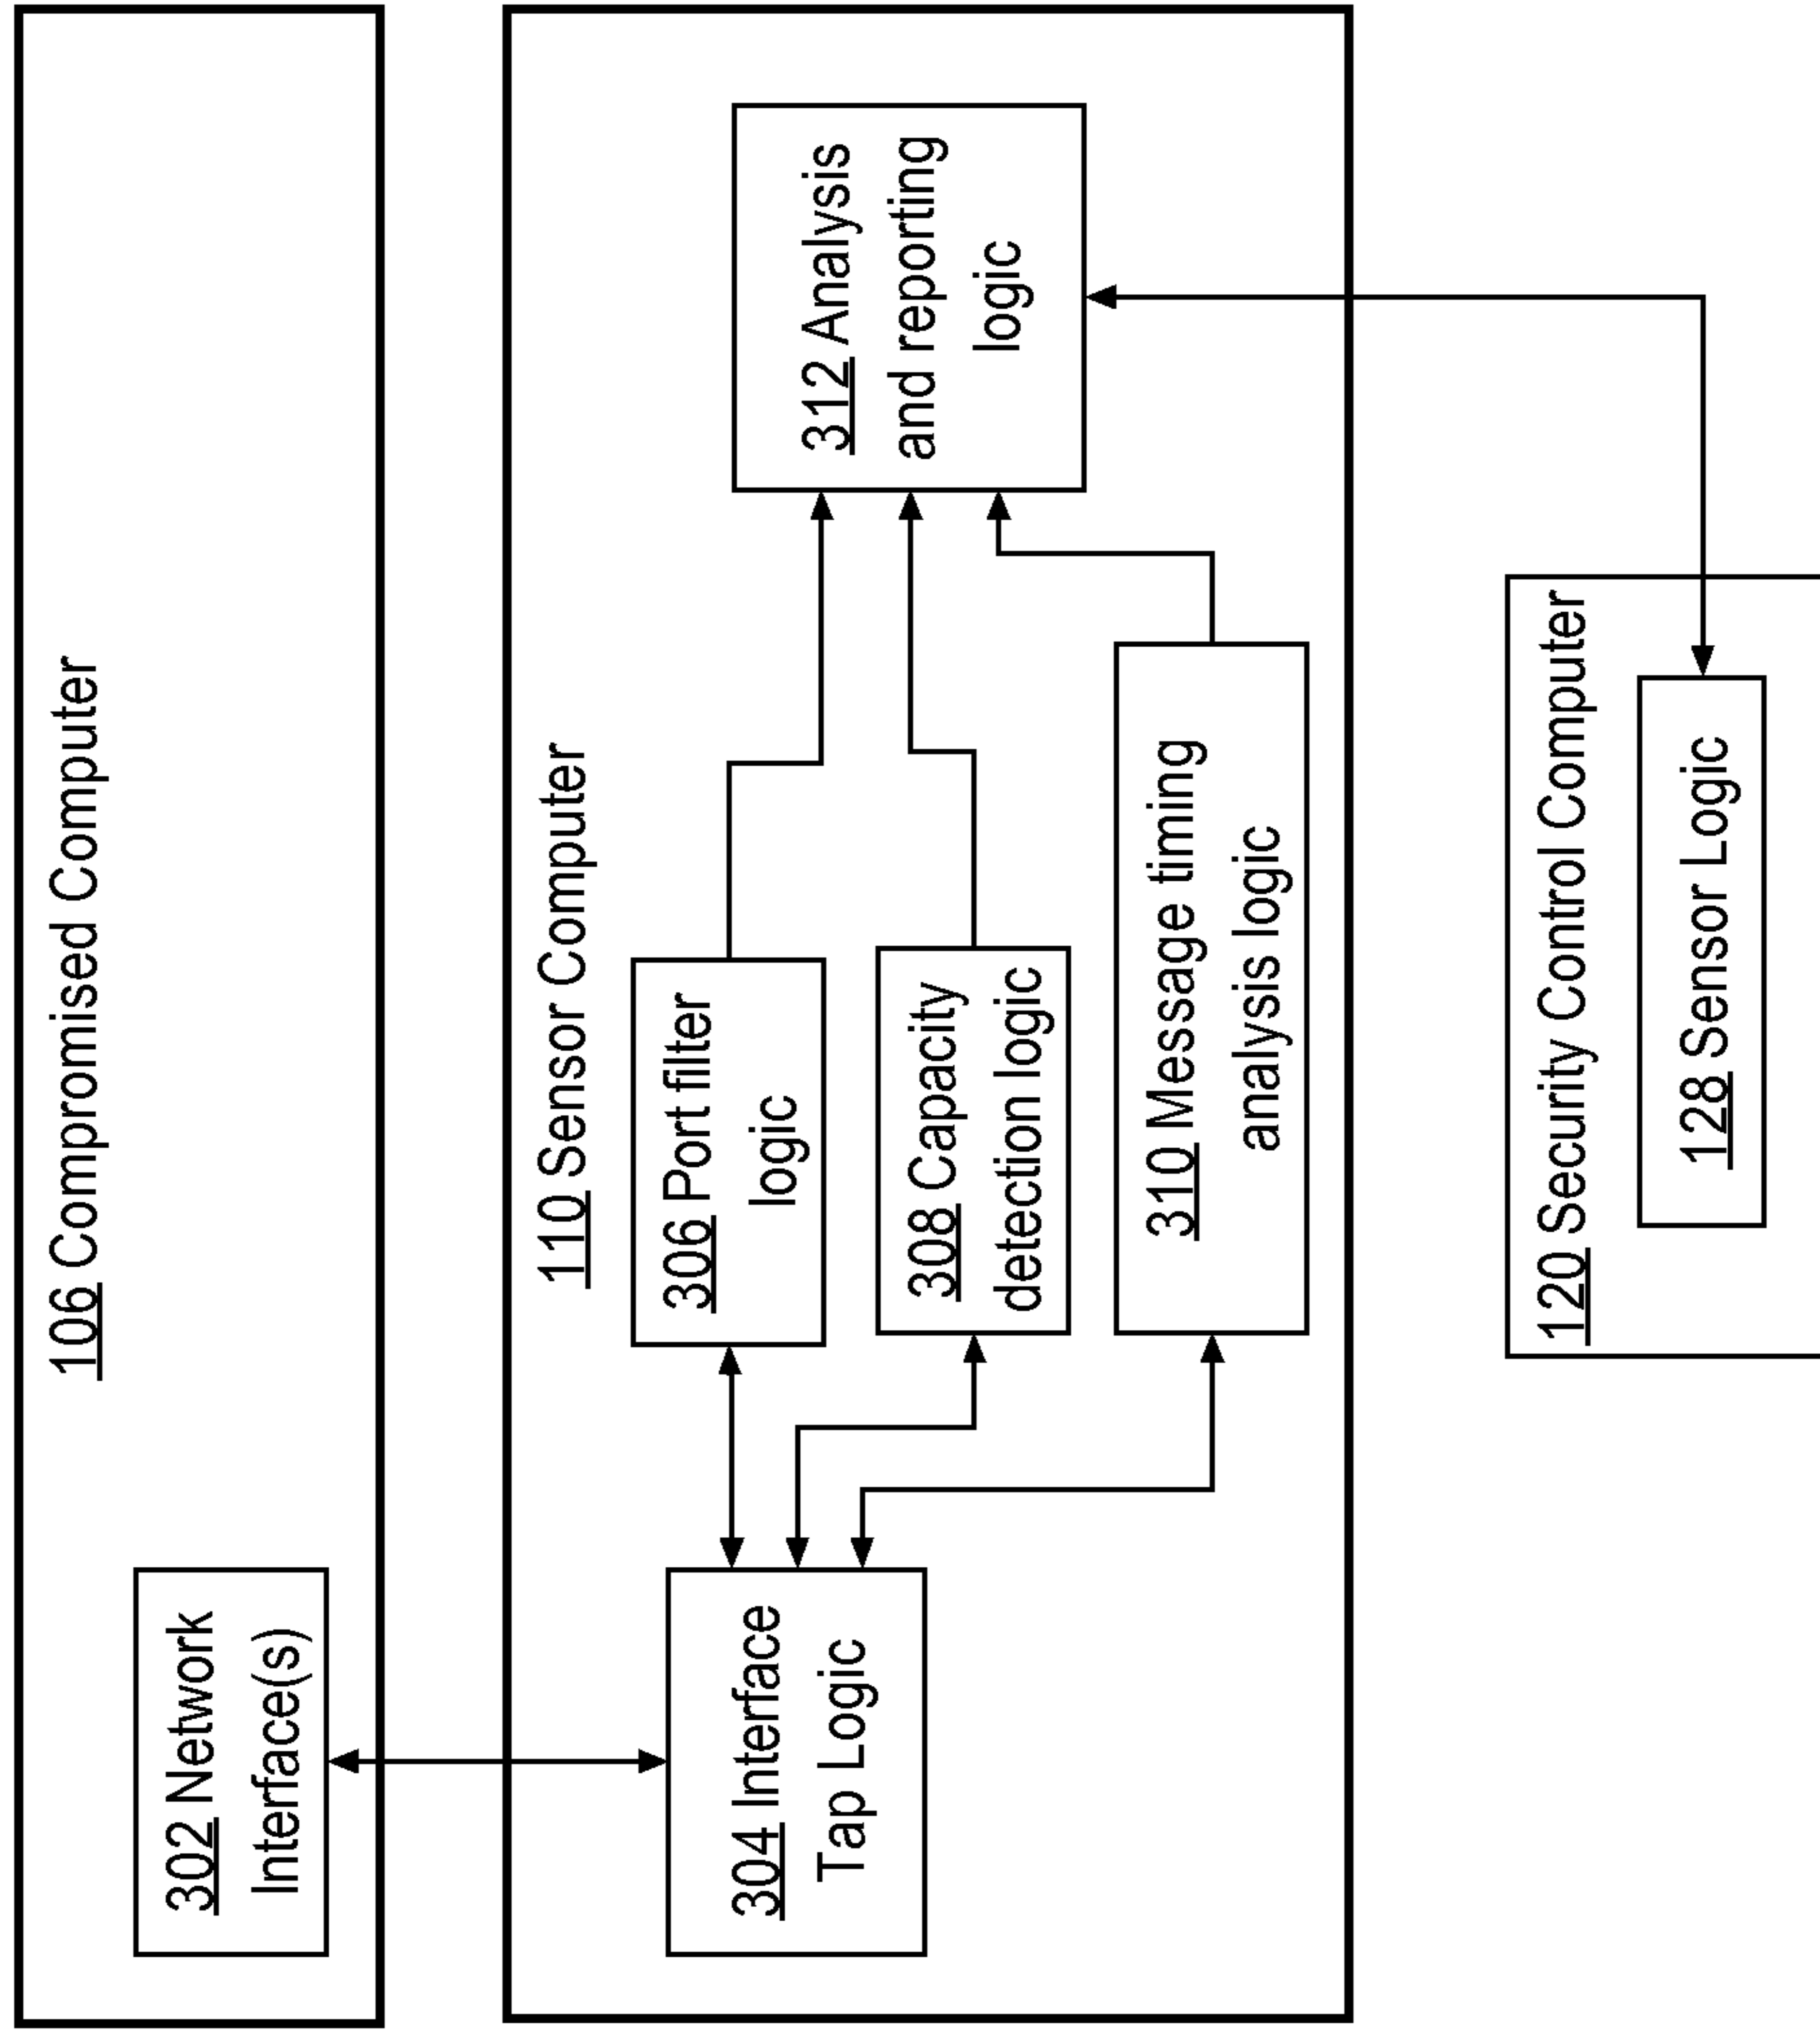 106 Compromised Computer
302 Network
Interface(s)
110 Sensor Computer
304 Interface
Tap Logic
306 Port filter
logic
308 Capacity
detection logic
310 Message timing
analysis logic
312 Analysis
and reporting
logic
120 Security Control Computer
128 Sensor Logic